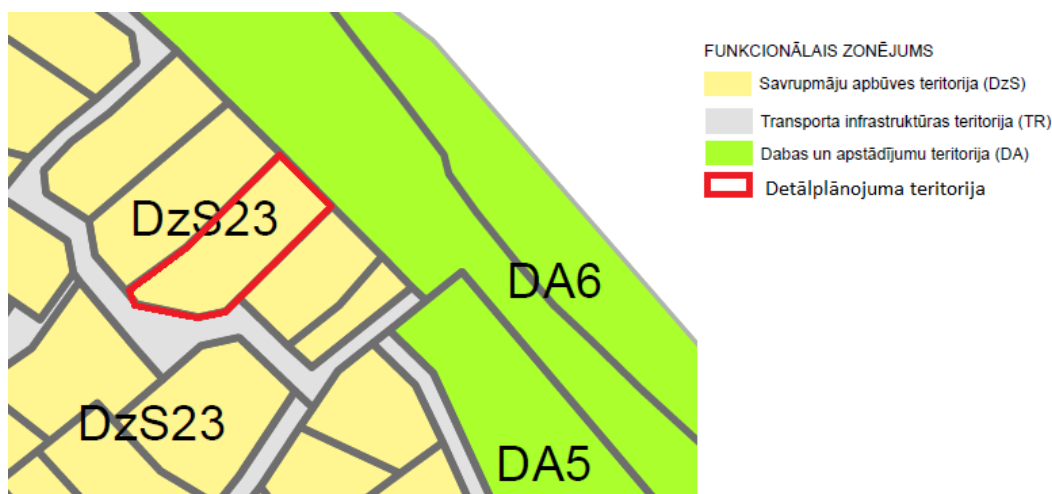 FUNKCIONĀLAIS ZONĒJUMS
Savrupmāju apbūves teritorija (DzS)
Transporta infrastruktūras teritorija (TR)
Dabas un apstādījumu teritorija (DA)
Detālplānojuma teritorija
DzS23
DA6
DzS23
DA5